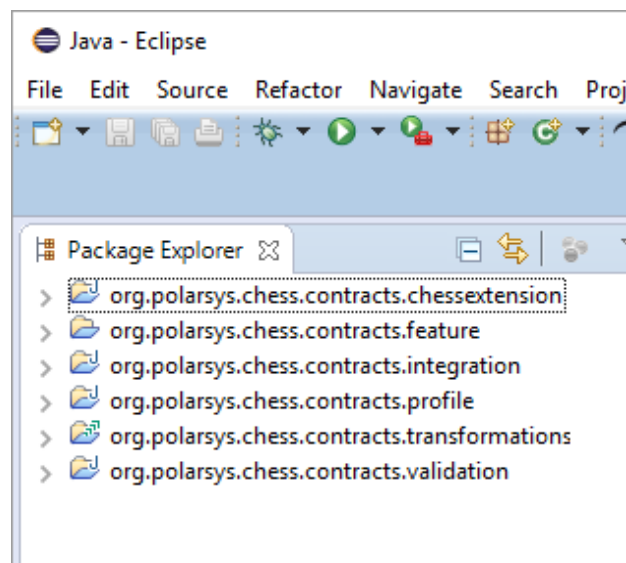 Java - Eclipse
File Edit Source Refactor Navigate Search Proj
Package Explorer
org.polarsys.chess.contracts.chessextension
org.polarsys.chess.contracts.feature
org.polarsys.chess.contracts.integration
org.polarsys.chess.contracts.profile
org.polarsys.chess.contracts.transformations
org.polarsys.chess.contracts.validation